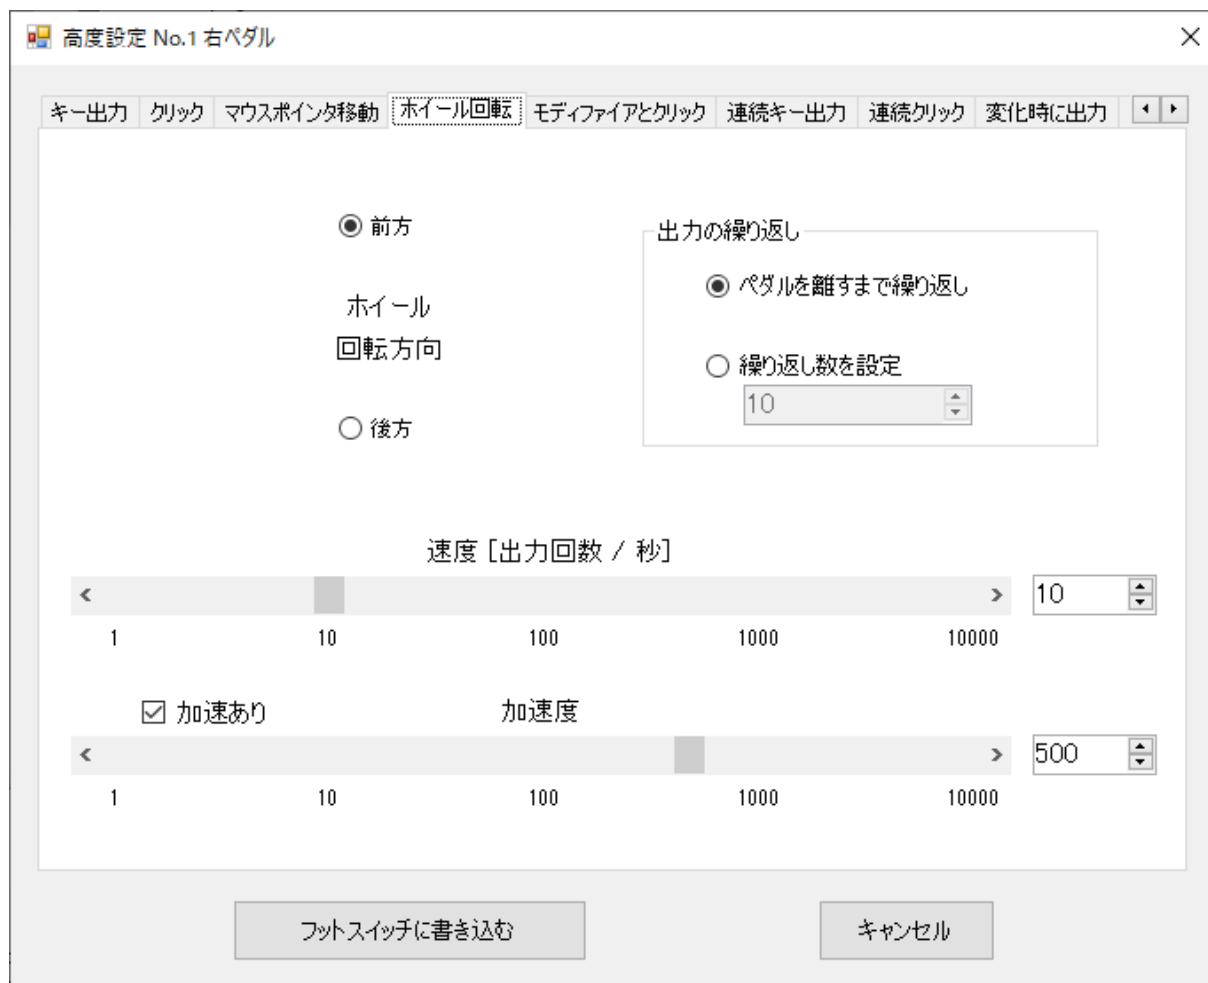 高度設定 No.1 右ペダル
キー出力 クリック マウスポインタ移動 ホイール回転 モディファイアとクリック 連続キー出力 連続クリック 変化時に出力
前方
ホイール
回転方向
後方
出力の繰り返し
ペダルを離すまで繰り返し
繰り返し数を設定
10
速度 [出力回数 / 秒]
10
1 10 100 1000 10000
加速あり 加速度
500
1 10 100 1000 10000
フットスイッチに書き込む キャンセル